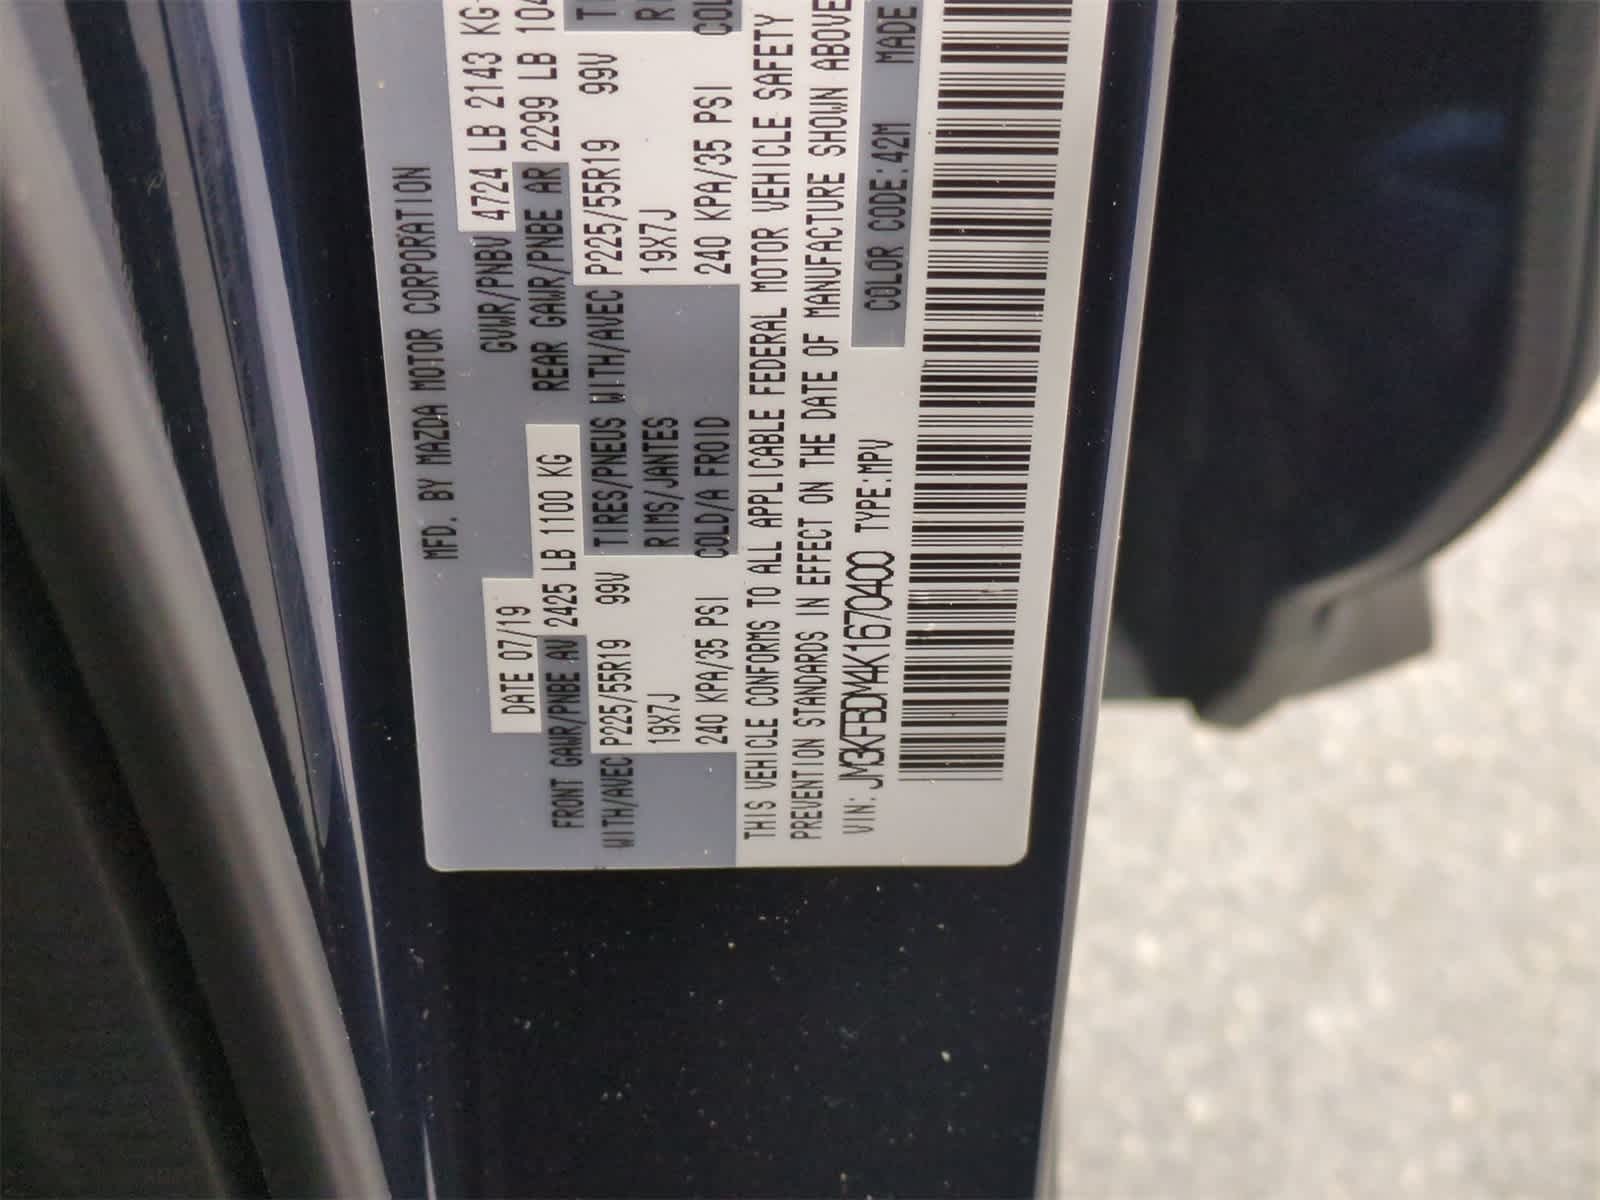 MFD. BY MAZDA MOTOR CORPORATION
DATE 07/19 GVWR/PNBV 4724 LB 2143 KG
FRONT GAWR/PNBE AV 2425 LB 1100 KG REAR GAWR/PNBE AR 2299 LB
WITH/AVEC P225/55R19 99V TIRES/PNEUS WITH/AVEC P225/55R19 99V
19X7J RIMS/JANTES 19X7J
240 KPA/35 PSI COLD/A FROID 240 KPA/35 PSI
THIS VEHICLE CONFORMS TO ALL APPLICABLE FEDERAL MOTOR VEHICLE SAFETY
PREVENTION STANDARDS IN EFFECT ON THE DATE OF MANUFACTURE SHOWN ABOVE
VIN: JM3KFBDM4K1670400 TYPE:MPV COLOR CODE:42M MADE